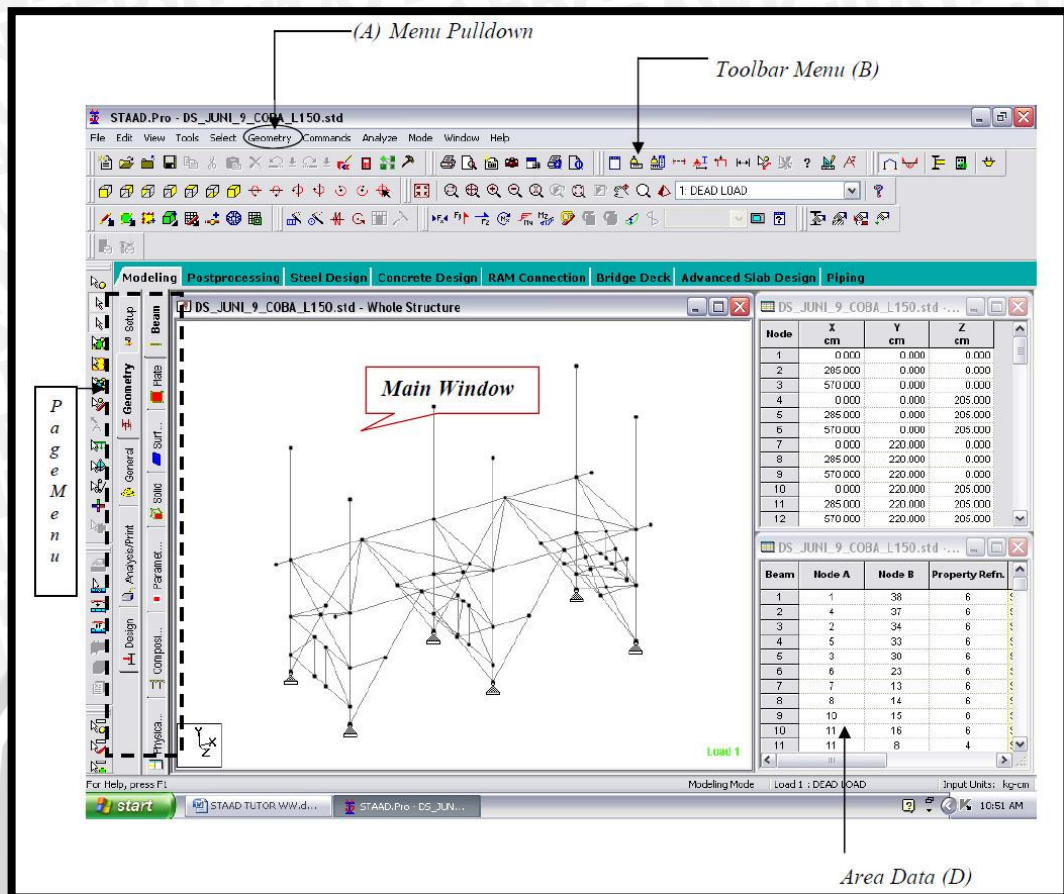 (A) Menu Pulldown
Toolbar Menu (B)
STAAD.Pro - DS_JUNI_9_COBA_L150.std
File Edit View Tools Select Geometry Commands Analyze Mode Window Help
1: DEAD LOAD
Modeling Postprocessing Steel Design Concrete Design RAM Connection Bridge Deck Advanced Slab Design Piping
Page Menu
Setup
Geometry
General
Analysis/Print
Design
Beam
Plate
Surf...
Solid
Paramet...
Composi...
Physica...
DS_JUNI_9_COBA_L150.std - Whole Structure
Main Window
Y
X
Z
Load 1
DS_JUNI_9_COBA_L150.std -...
Node X cm Y cm Z cm
1 0.000 0.000 0.000
2 285.000 0.000 0.000
3 570.000 0.000 0.000
4 0.000 0.000 205.000
5 285.000 0.000 205.000
6 570.000 0.000 205.000
7 0.000 220.000 0.000
8 285.000 220.000 0.000
9 570.000 220.000 0.000
10 0.000 220.000 205.000
11 285.000 220.000 205.000
12 570.000 220.000 205.000
DS_JUNI_9_COBA_L150.std -...
Beam Node A Node B Property Refn.
1 1 38 6
2 4 37 6
3 2 34 6
4 5 33 6
5 3 30 6
6 6 23 6
7 7 13 6
8 8 14 6
9 10 15 6
10 11 16 6
11 11 8 4
For Help, press F1 Modeling Mode Load 1 : DEAD LOAD Input Units: kg-cm
start STAAD TUTOR WW.d... STAAD.Pro - DS_JUN... 10:51 AM
Area Data (D)